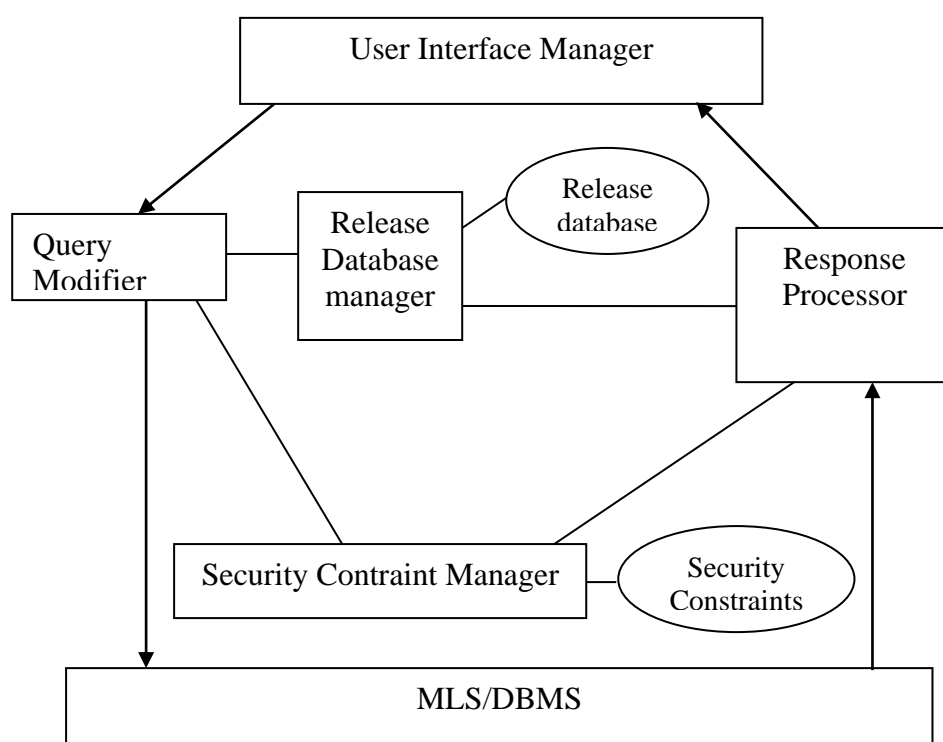 User Interface Manager
Release
database
Query
Modifier
Release
Database
manager
Response
Processor
Security Contraint Manager
Security
Constraints
MLS/DBMS